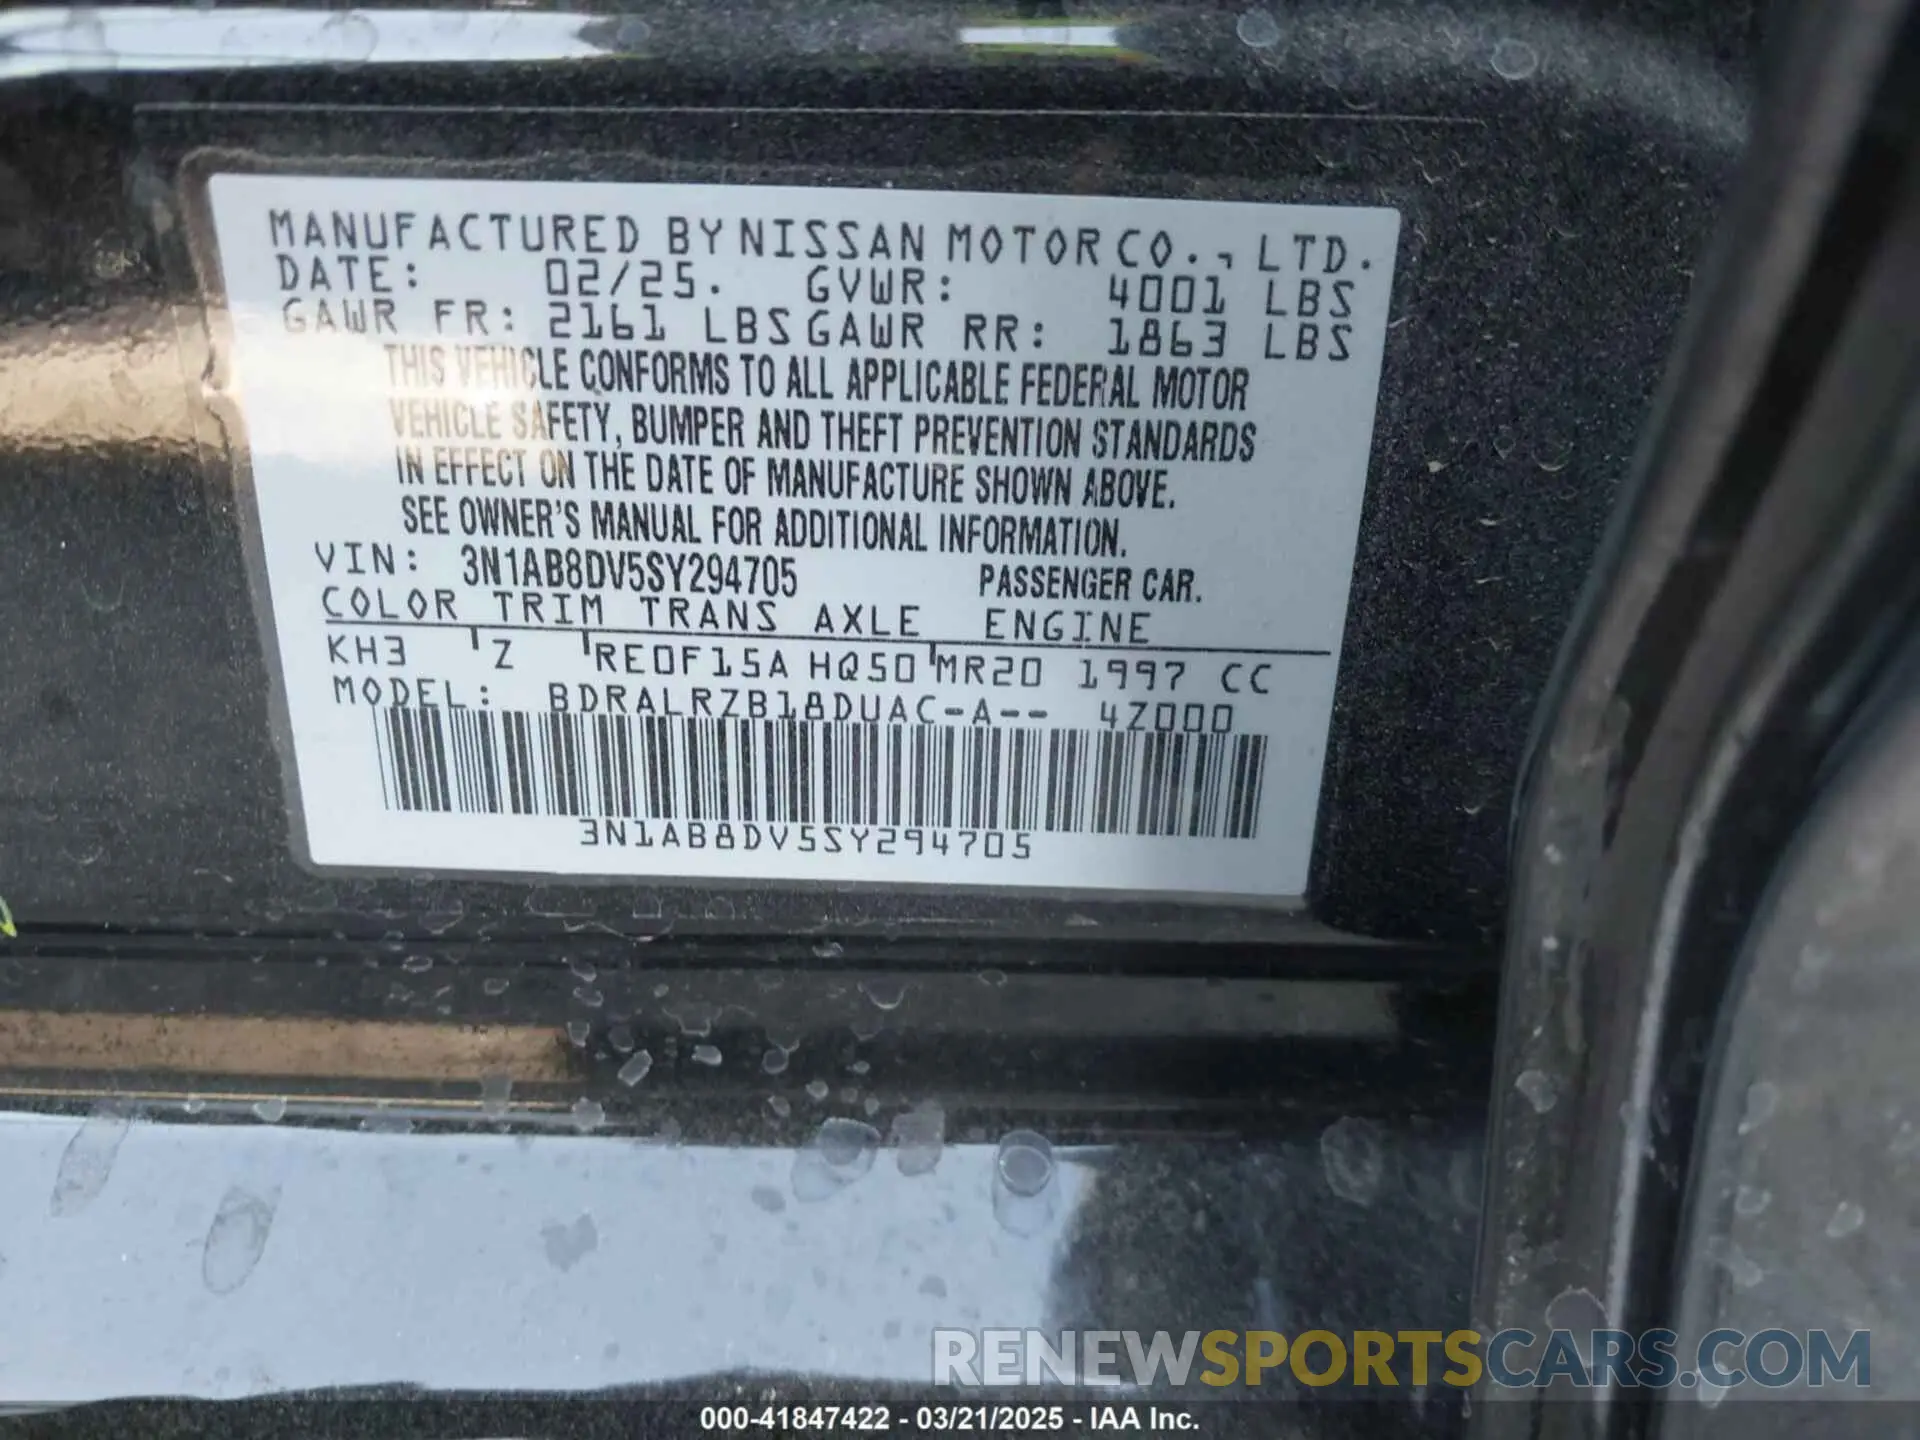 MANUFACTURED BY NISSAN MOTOR CO., LTD.
DATE: 02/25. GVWR: 4001 LBS
GAWR FR: 2161 LBS GAWR RR: 1863 LBS
THIS VEHICLE CONFORMS TO ALL APPLICABLE FEDERAL MOTOR
VEHICLE SAFETY, BUMPER AND THEFT PREVENTION STANDARDS
IN EFFECT ON THE DATE OF MANUFACTURE SHOWN ABOVE.
SEE OWNER'S MANUAL FOR ADDITIONAL INFORMATION.
VIN: 3N1AB8DV5SY294705 PASSENGER CAR.
COLOR TRIM TRANS AXLE ENGINE
KH3 Z RE0F15A HQ50 MR20 1997 CC
MODEL: BDRALRZB18DUAC-A-- 4Z000
3N1AB8DV5SY294705
RENEWSPORTSCARS.COM
000-41847422 - 03/21/2025 - IAA Inc.